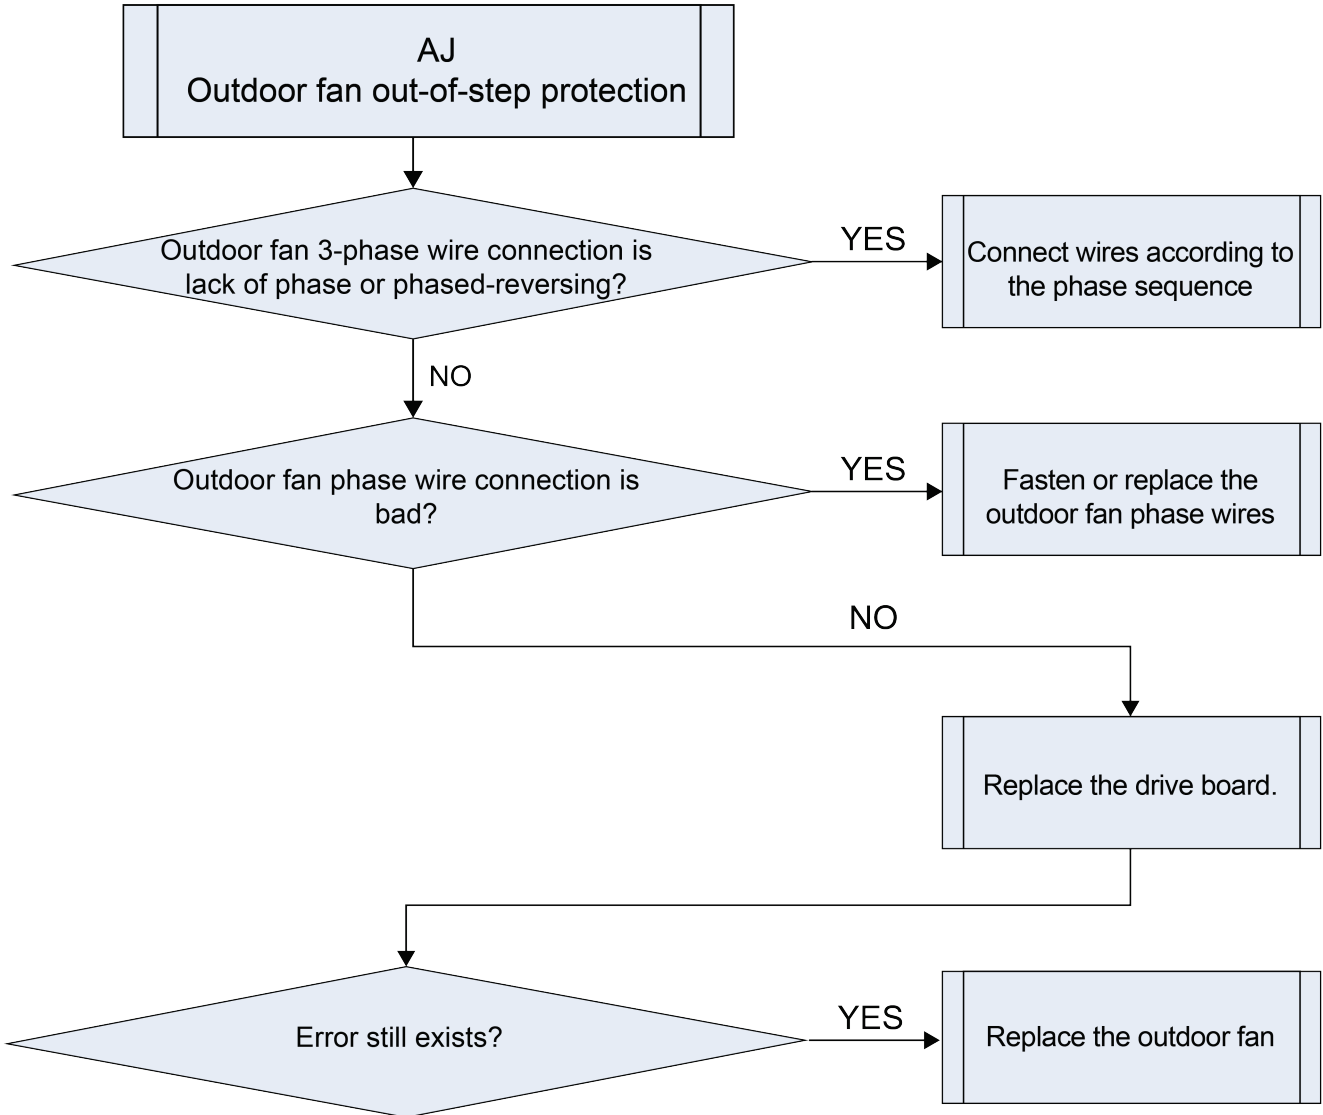 AJ
Outdoor fan out-of-step protection
Outdoor fan 3-phase wire connection is
lack of phase or phased-reversing?
YES
Connect wires according to
the phase sequence
NO
Outdoor fan phase wire connection is
bad?
YES
Fasten or replace the
outdoor fan phase wires
NO
Replace the drive board.
Error still exists?
YES
Replace the outdoor fan